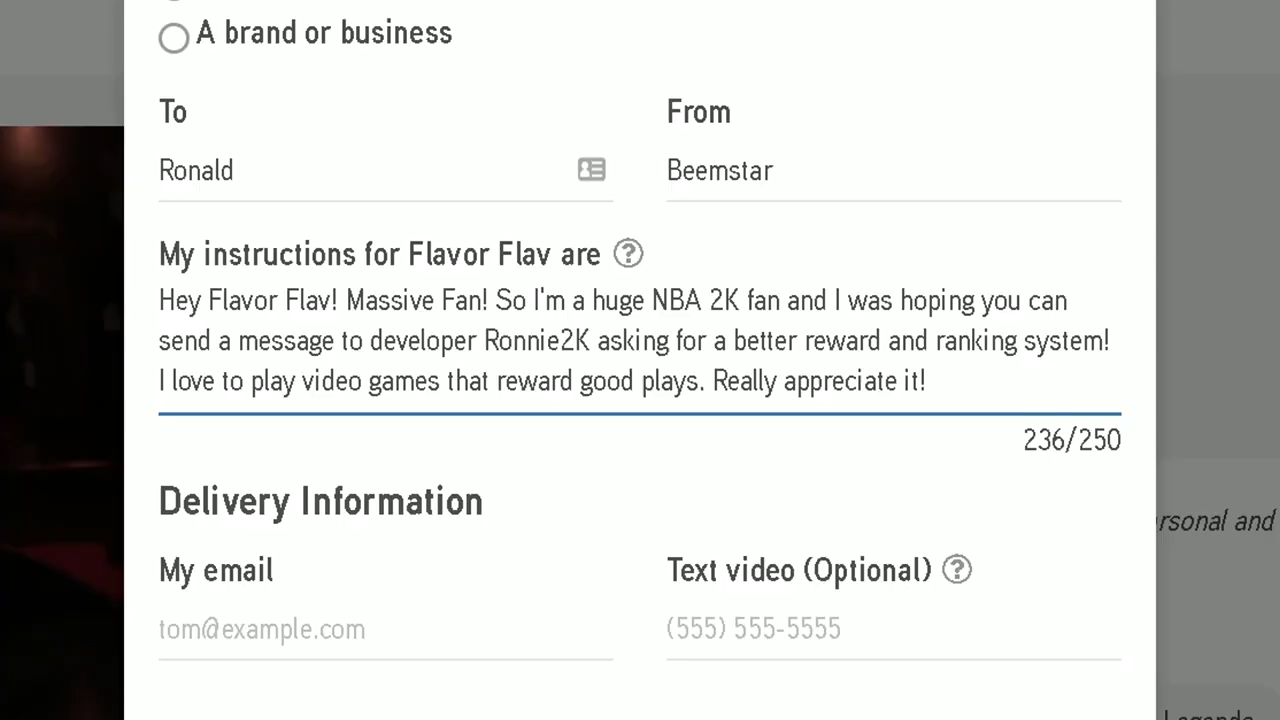 A brand or business
To
From
Ronald
Beemstar
My instructions for Flavor Flav are ?
Hey Flavor Flav! Massive Fan! So I'm a huge NBA 2K fan and I was hoping you can
send a message to developer Ronnie2K asking for a better reward and ranking system!
I love to play video games that reward good plays. Really appreciate it!
236/250
rsonal and
Delivery Information
My email
Text video (Optional) ?
tom@example.com
(555) 555-5555
Legends